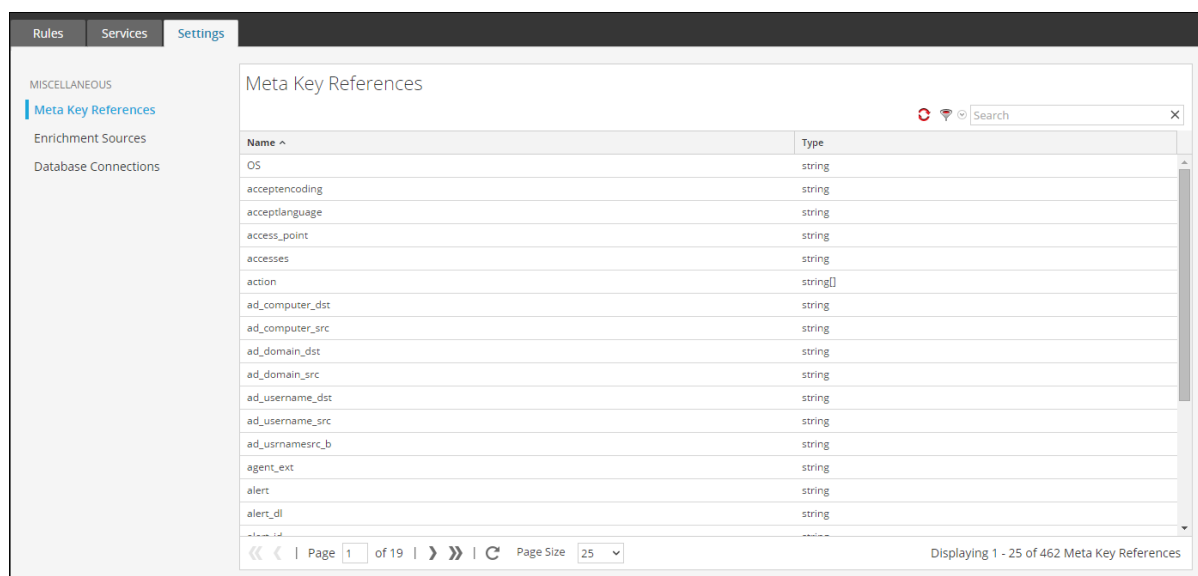 Rules Services Settings
MISCELLANEOUS
Meta Key References
Enrichment Sources
Database Connections
Meta Key References
Search
Name Type
OS string
acceptencoding string
acceptlanguage string
access_point string
accesses string
action string[]
ad_computer_dst string
ad_computer_src string
ad_domain_dst string
ad_domain_src string
ad_username_dst string
ad_username_src string
ad_usrnamesrc_b string
agent_ext string
alert string
alert_dl string
| Page 1 of 19 | | Page Size 25
Displaying 1 - 25 of 462 Meta Key References